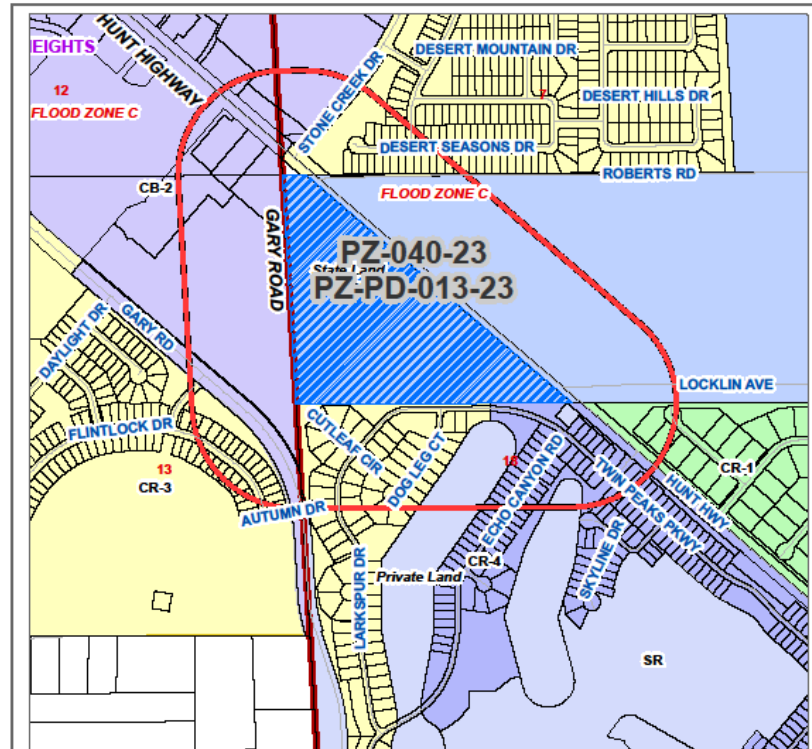 EIGHTS
HUNT HIGHWAY
12
FLOOD ZONE C
STONE CREEK DR
DESERT MOUNTAIN DR
7
DESERT HILLS DR
DESERT SEASONS DR
ROBERTS RD
CB-2
FLOOD ZONE C
GARY ROAD
PZ-040-23
State Land
PZ-PD-013-23
GARY RD
DAYLIGHT DR
LOCKLIN AVE
FLINTLOCK DR
CUTLEAF CIR
DOG LEG CT
13
CR-3
18
ECHO CANYON RD
TWIN PEAKS PKWY
HUNT HWY
CR-1
AUTUMN DR
LARKSPUR DR
Private Land
CR-4
SKYLINE DR
SR